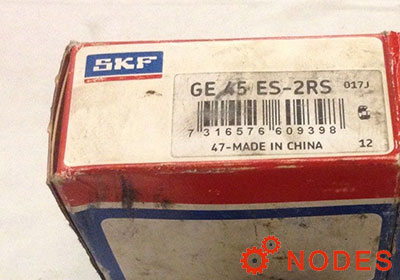 SKF
GE 45 ES-2RS 017J
7 316576 609398
47-MADE IN CHINA 12
NODES